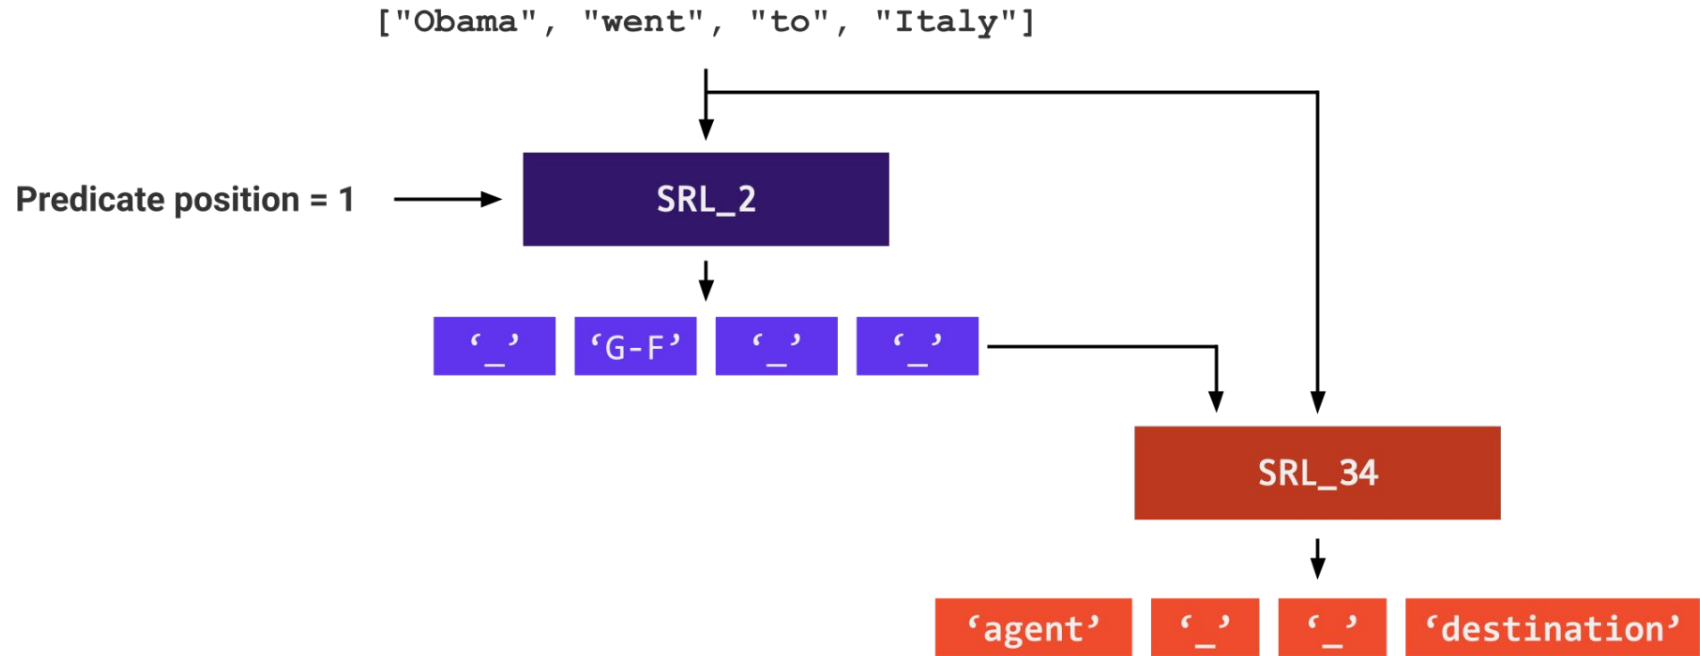 ["Obama", "went", "to", "Italy"]
Predicate position = 1
SRL_2
‘_’ ‘G-F’ ‘_’ ‘_’
SRL_34
‘agent’ ‘_’ ‘_’ ‘destination’